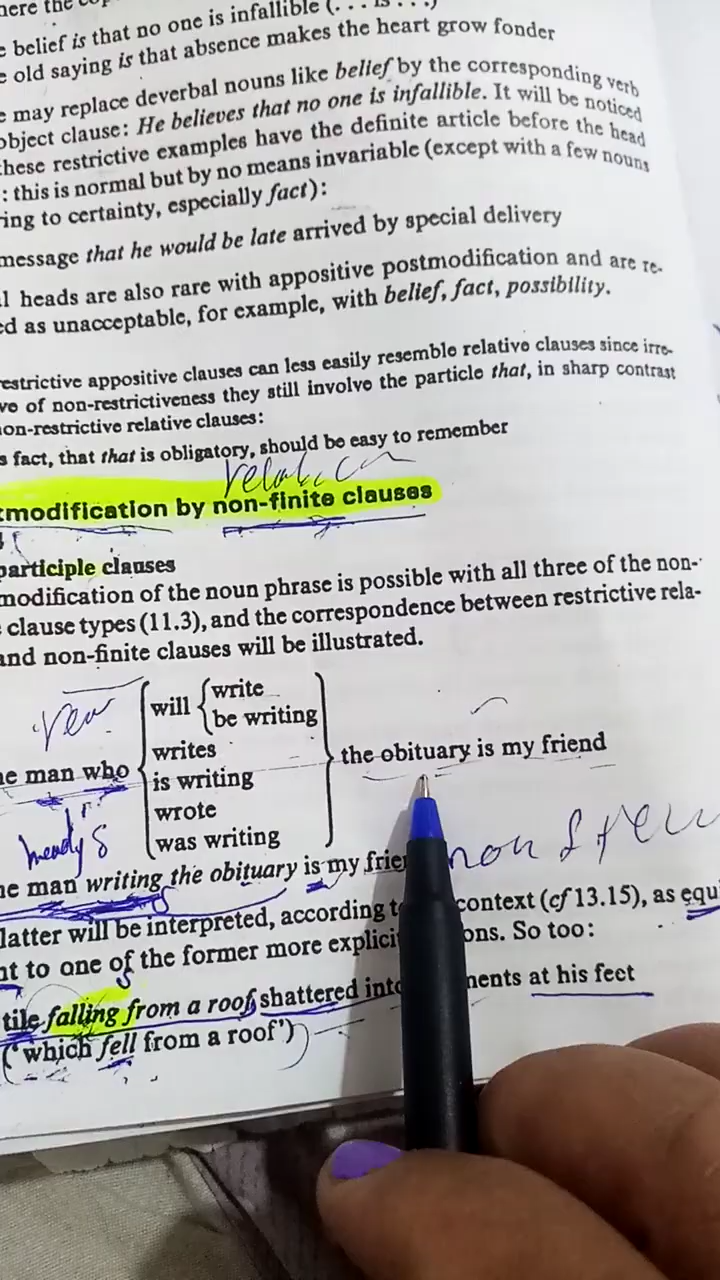 belief is that no one is infallible (. . . is . . .)
old saying is that absence makes the heart grow fonder
may replace deverbal nouns like belief by the corresponding verb
object clause: He believes that no one is infallible. It will be noticed
these restrictive examples have the definite article before the head
: this is normal but by no means invariable (except with a few nouns
ring to certainty, especially fact):
message that he would be late arrived by special delivery
heads are also rare with appositive postmodification and are re-
ed as unacceptable, for example, with belief, fact, possibility.
restrictive appositive clauses can less easily resemble relative clauses since irre-
ve of non-restrictiveness they still involve the particle that, in sharp contrast
non-restrictive relative clauses:
s fact, that that is obligatory, should be easy to remember
modification by non-finite clauses
participle clauses
modification of the noun phrase is possible with all three of the non-
clause types (11.3), and the correspondence between restrictive rela-
and non-finite clauses will be illustrated.
will write
be writing
writes
he man who is writing the obituary is my friend
wrote
was writing
he man writing the obituary is my frie
latter will be interpreted, according t context (cf 13.15), as equi
nt to one of the former more explici ons. So too:
tile falling from a roof shattered into ments at his feet
('which fell from a roof')